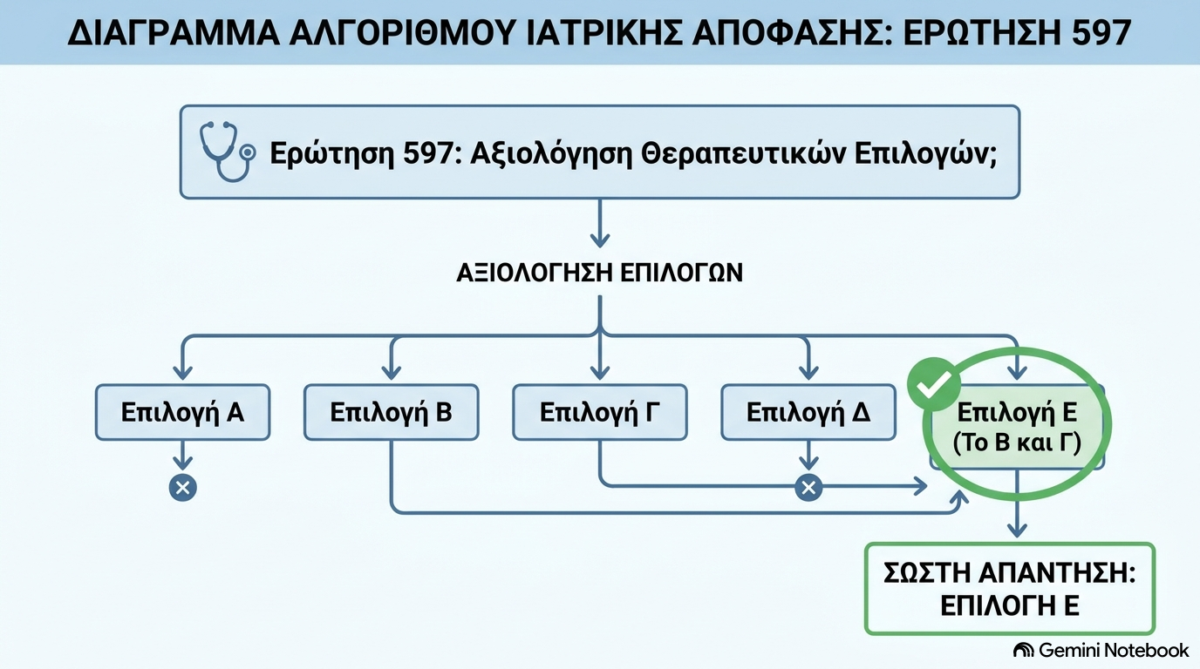 ΔΙΑΓΡΑΜΜΑ ΑΛΓΟΡΙΘΜΟΥ ΙΑΤΡΙΚΗΣ ΑΠΟΦΑΣΗΣ: ΕΡΩΤΗΣΗ 597
Ερώτηση 597: Αξιολόγηση Θεραπευτικών Επιλογών;
ΑΞΙΟΛΟΓΗΣΗ ΕΠΙΛΟΓΩΝ
Επιλογή Α
Επιλογή Β
Επιλογή Γ
Επιλογή Δ
Επιλογή Ε
(Το Β και Γ)
ΣΩΣΤΗ ΑΠΑΝΤΗΣΗ:
ΕΠΙΛΟΓΗ Ε
Gemini Notebook